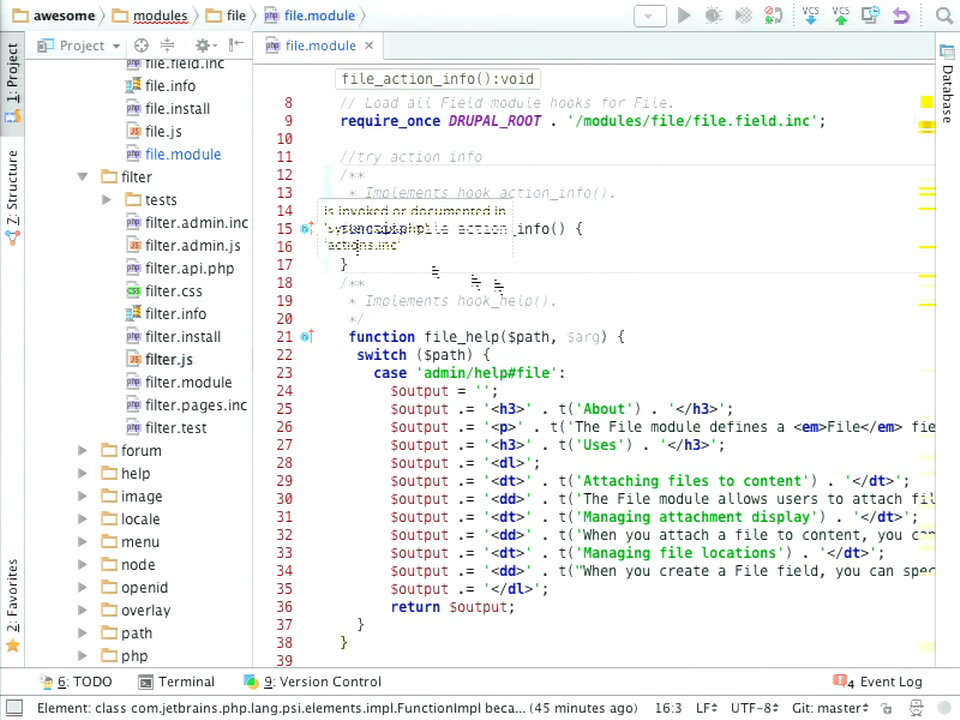 awesome modules file file.module
1: Project
Z: Structure
2: Favorites
Project
file.field.inc
file.info
file.install
file.js
file.module
filter
tests
filter.admin.inc
filter.admin.js
filter.api.php
filter.css
filter.info
filter.install
filter.js
filter.module
filter.pages.inc
filter.test
forum
help
image
locale
menu
node
openid
overlay
path
php
file.module
file_action_info():void
8 // Load all Field module hooks for File.
9 require_once DRUPAL_ROOT . '/modules/file/file.field.inc';
10
11 //try action info
12 /**
13 * Implements hook_action_info().
14 is invoked or documented in
15 _info() {
16 'actions.inc'
17 }
18 /**
19 * Implements hook_help().
20 */
21 function file_help($path, $arg) {
22 switch ($path) {
23 case 'admin/help#file':
24 $output = '';
25 $output .= '<h3>' . t('About') . '</h3>';
26 $output .= '<p>' . t('The File module defines a <em>File</em> fie
27 $output .= '<h3>' . t('Uses') . '</h3>';
28 $output .= '<dl>';
29 $output .= '<dt>' . t('Attaching files to content') . '</dt>';
30 $output .= '<dd>' . t('The File module allows users to attach fil
31 $output .= '<dt>' . t('Managing attachment display') . '</dt>';
32 $output .= '<dd>' . t('When you attach a file to content, you can
33 $output .= '<dt>' . t('Managing file locations') . '</dt>';
34 $output .= '<dd>' . t("When you create a File field, you can spec
35 $output .= '</dl>';
36 return $output;
37 }
38 }
39
VCS VCS
Database
6: TODO Terminal 9: Version Control 4 Event Log
Element: class com.jetbrains.php.lang.psi.elements.impl.FunctionImpl beca... (45 minutes ago) 16:3 LF UTF-8 Git: master